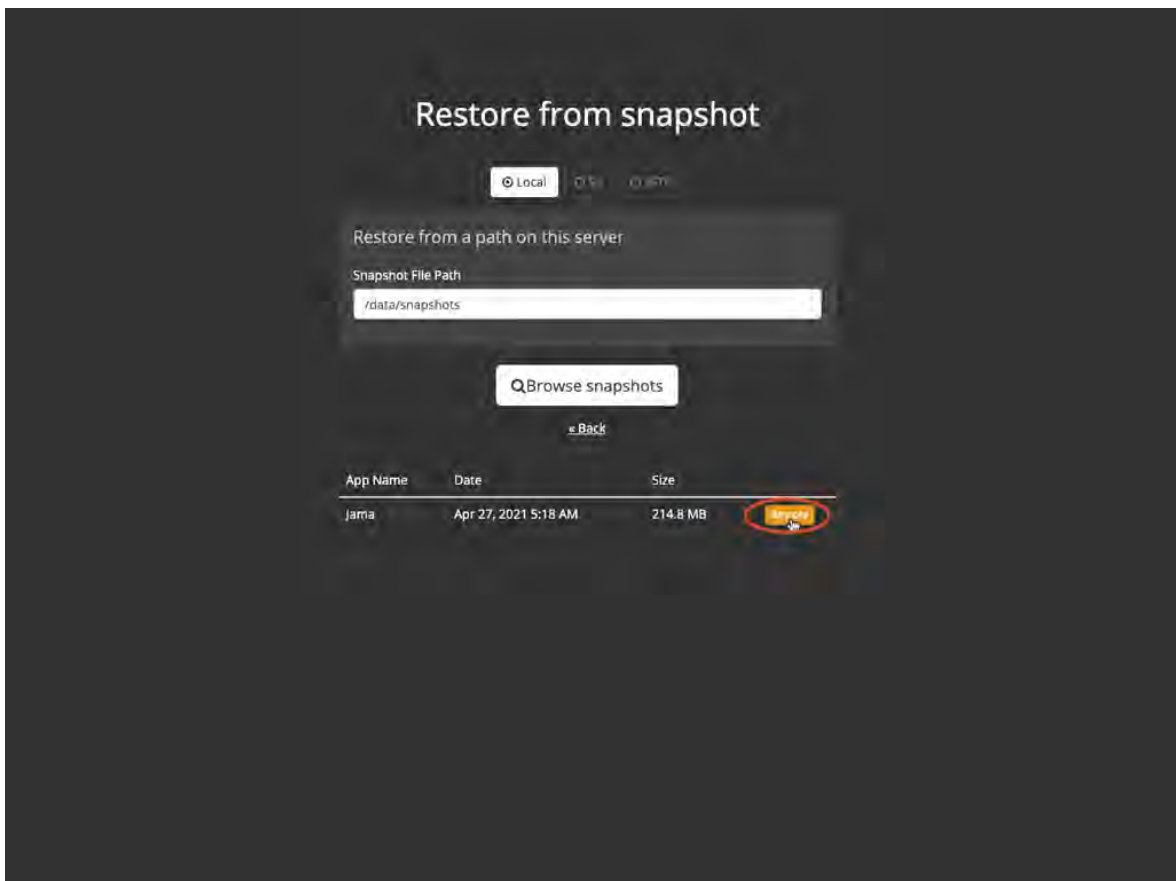 Restore from snapshot
Local
Restore from a path on this server
Snapshot File Path
/data/snapshots
Browse snapshots
« Back
App Name Date Size
Jama Apr 27, 2021 5:18 AM 214.8 MB